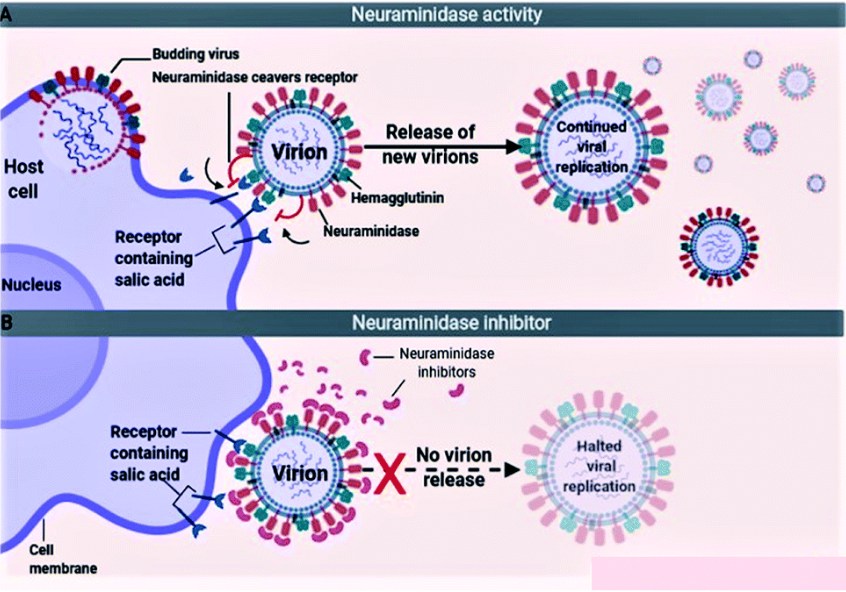 A
Neuraminidase activity
Budding virus
Neuraminidase ceavers receptor
Host
cell
Virion
Release of
new virions
Continued
viral
replication
Hemagglutinin
Neuraminidase
Receptor
containing
salic acid
Nucleus
B
Neuraminidase inhibitor
Neuraminidase
inhibitors
Receptor
containing
salic acid
Virion
X
No virion
release
Halted
viral
replication
Cell
membrane